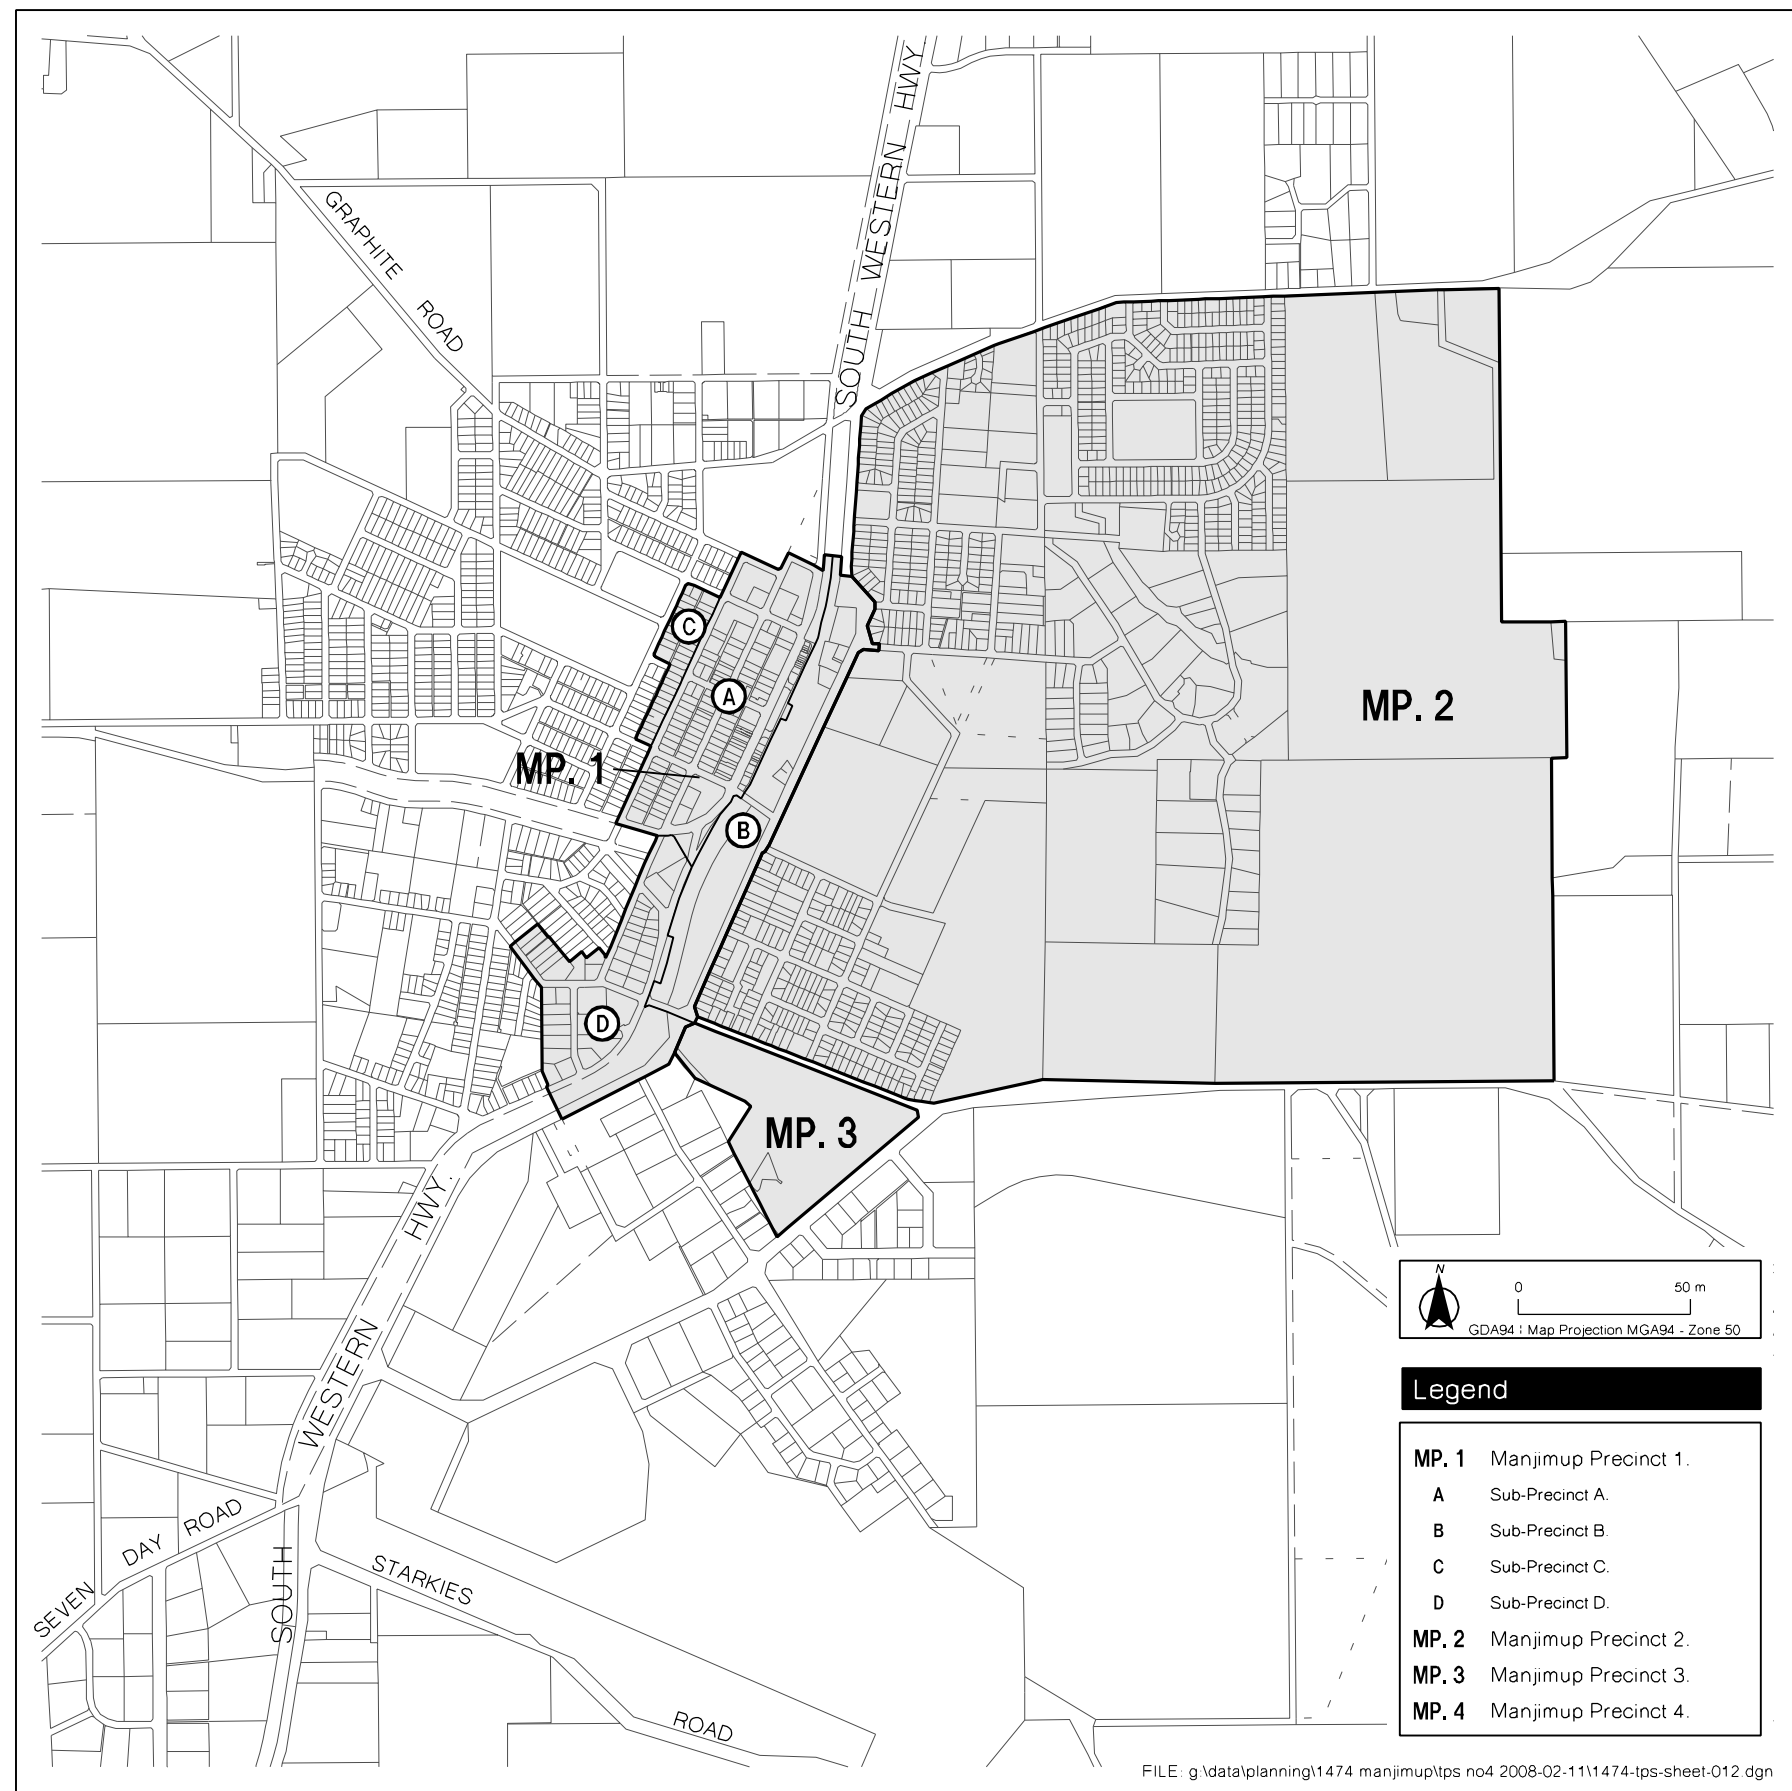 SOUTH WESTERN HWY
GRAPHITE ROAD
C
A
MP. 2
MP. 1
B
D
MP. 3
HWY.
WESTERN
SOUTH
SEVEN DAY ROAD
STARKIES ROAD
N
0 50 m
GDA94 : Map Projection MGA94 - Zone 50
Legend
MP. 1 Manjimup Precinct 1.
A Sub-Precinct A.
B Sub-Precinct B.
C Sub-Precinct C.
D Sub-Precinct D.
MP. 2 Manjimup Precinct 2.
MP. 3 Manjimup Precinct 3.
MP. 4 Manjimup Precinct 4.
FILE: g:\data\planning\1474 manjimup\tps no4 2008-02-11\1474-tps-sheet-012.dgn